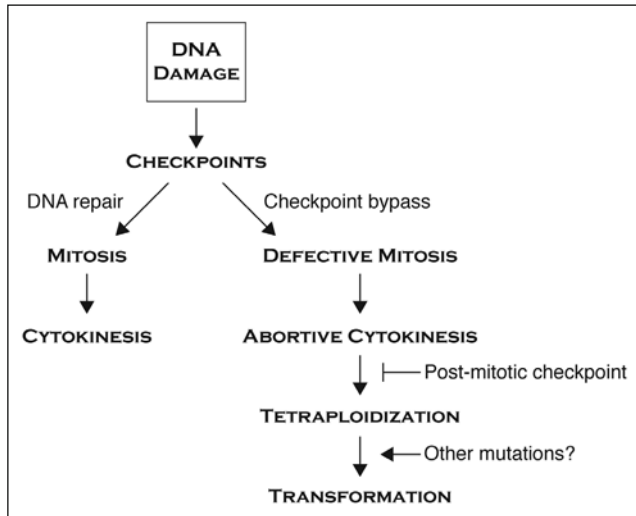 DNA
DAMAGE
CHECKPOINTS
DNA repair
Checkpoint bypass
MITOSIS
DEFECTIVE MITOSIS
CYTOKINESIS
ABORTIVE CYTOKINESIS
Post-mitotic checkpoint
TETRAPLOIDIZATION
Other mutations?
TRANSFORMATION